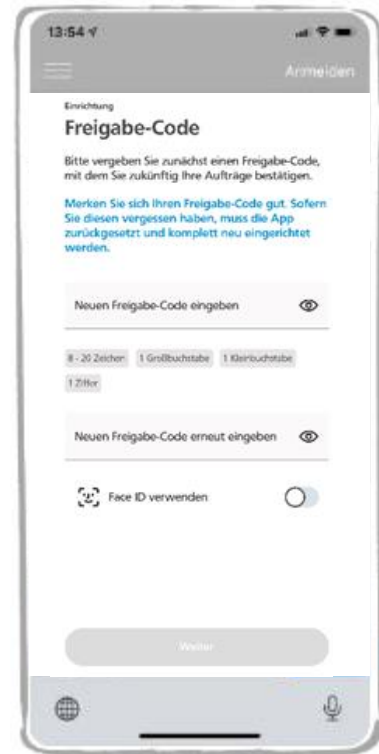 13:54
Anmelden
Einrichtung
Freigabe-Code
Bitte vergeben Sie zunächst einen Freigabe-Code,
mit dem Sie zukünftig Ihre Aufträge bestätigen.
Merken Sie sich Ihren Freigabe-Code gut. Sofern
Sie diesen vergessen haben, muss die App
zurückgesetzt und komplett neu eingerichtet
werden.
Neuen Freigabe-Code eingeben
8 - 20 Zeichen 1 Großbuchstabe 1 Kleinbuchstabe
1 Ziffer
Neuen Freigabe-Code erneut eingeben
Face ID verwenden
Weiter